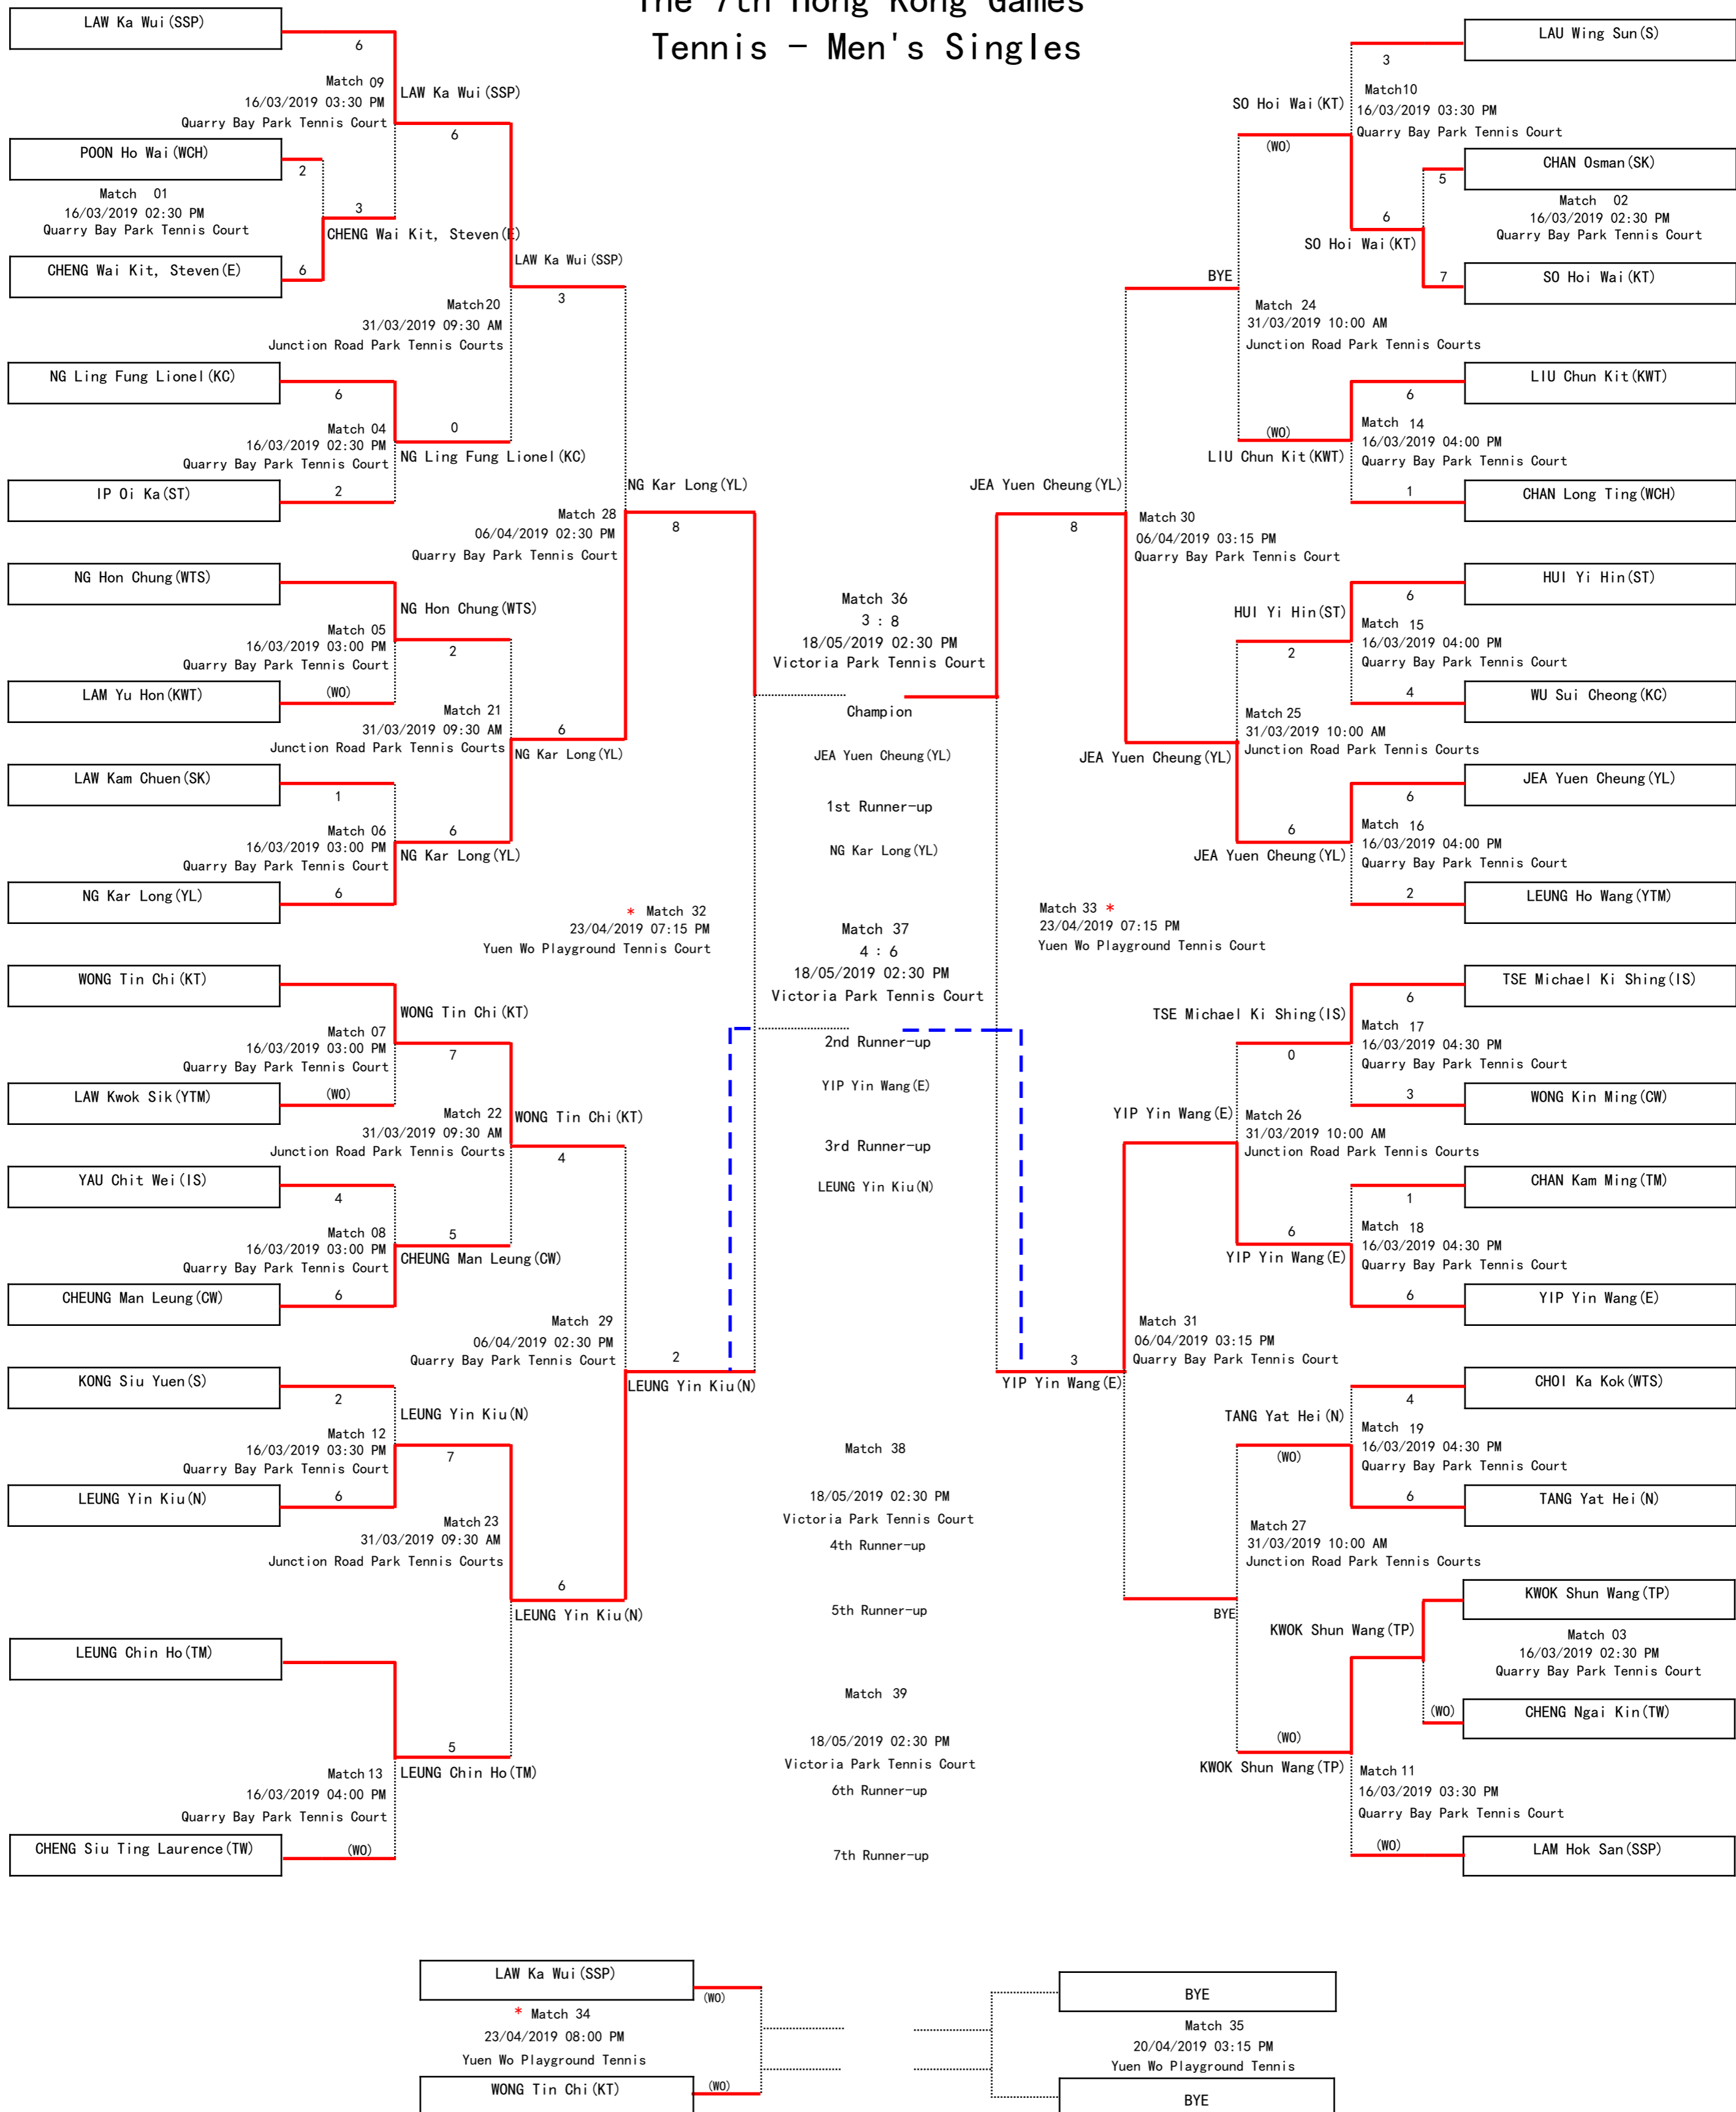 The 7th Hong Kong Games
Tennis - Men's Singles
LAW Ka Wui(SSP)
6
Match 09
16/03/2019 03:30 PM
Quarry Bay Park Tennis Court
LAW Ka Wui(SSP)
6
POON Ho Wai(WCH)
2
Match 01
16/03/2019 02:30 PM
Quarry Bay Park Tennis Court
3
CHENG Wai Kit, Steven(E)
CHENG Wai Kit, Steven(E)
6
LAW Ka Wui(SSP)
3
Match20
31/03/2019 09:30 AM
Junction Road Park Tennis Courts
NG Ling Fung Lionel(KC)
6
Match 04
16/03/2019 02:30 PM
Quarry Bay Park Tennis Court
0
NG Ling Fung Lionel(KC)
IP Oi Ka(ST)
2
NG Kar Long(YL)
8
Match 28
06/04/2019 02:30 PM
Quarry Bay Park Tennis Court
NG Hon Chung(WTS)
NG Hon Chung(WTS)
2
Match 05
16/03/2019 03:00 PM
Quarry Bay Park Tennis Court
LAM Yu Hon(KWT)
(WO)
Match 21
31/03/2019 09:30 AM
Junction Road Park Tennis Courts
6
NG Kar Long(YL)
LAW Kam Chuen(SK)
1
Match 06
16/03/2019 03:00 PM
Quarry Bay Park Tennis Court
6
NG Kar Long(YL)
NG Kar Long(YL)
6
* Match 32
23/04/2019 07:15 PM
Yuen Wo Playground Tennis Court
WONG Tin Chi(KT)
WONG Tin Chi(KT)
7
Match 07
16/03/2019 03:00 PM
Quarry Bay Park Tennis Court
LAW Kwok Sik(YTM)
(WO)
Match 22
31/03/2019 09:30 AM
Junction Road Park Tennis Courts
WONG Tin Chi(KT)
4
YAU Chit Wei(IS)
4
Match 08
16/03/2019 03:00 PM
Quarry Bay Park Tennis Court
5
CHEUNG Man Leung(CW)
CHEUNG Man Leung(CW)
6
Match 29
06/04/2019 02:30 PM
Quarry Bay Park Tennis Court
2
LEUNG Yin Kiu(N)
KONG Siu Yuen(S)
2
LEUNG Yin Kiu(N)
7
Match 12
16/03/2019 03:30 PM
Quarry Bay Park Tennis Court
LEUNG Yin Kiu(N)
6
Match 23
31/03/2019 09:30 AM
Junction Road Park Tennis Courts
6
LEUNG Yin Kiu(N)
LEUNG Chin Ho(TM)
5
LEUNG Chin Ho(TM)
Match 13
16/03/2019 04:00 PM
Quarry Bay Park Tennis Court
CHENG Siu Ting Laurence(TW)
(WO)
Match 36
3 : 8
18/05/2019 02:30 PM
Victoria Park Tennis Court
Champion
JEA Yuen Cheung(YL)
1st Runner-up
NG Kar Long(YL)
Match 37
4 : 6
18/05/2019 02:30 PM
Victoria Park Tennis Court
2nd Runner-up
YIP Yin Wang(E)
3rd Runner-up
LEUNG Yin Kiu(N)
Match 38
18/05/2019 02:30 PM
Victoria Park Tennis Court
4th Runner-up
5th Runner-up
Match 39
18/05/2019 02:30 PM
Victoria Park Tennis Court
6th Runner-up
7th Runner-up
LAU Wing Sun(S)
3
Match10
16/03/2019 03:30 PM
Quarry Bay Park Tennis Court
SO Hoi Wai(KT)
(WO)
CHAN Osman(SK)
5
Match 02
16/03/2019 02:30 PM
Quarry Bay Park Tennis Court
6
SO Hoi Wai(KT)
7
SO Hoi Wai(KT)
BYE
Match 24
31/03/2019 10:00 AM
Junction Road Park Tennis Courts
LIU Chun Kit(KWT)
6
Match 14
16/03/2019 04:00 PM
Quarry Bay Park Tennis Court
(WO)
LIU Chun Kit(KWT)
1
CHAN Long Ting(WCH)
JEA Yuen Cheung(YL)
8
Match 30
06/04/2019 03:15 PM
Quarry Bay Park Tennis Court
HUI Yi Hin(ST)
6
HUI Yi Hin(ST)
2
Match 15
16/03/2019 04:00 PM
Quarry Bay Park Tennis Court
4
WU Sui Cheong(KC)
Match 25
31/03/2019 10:00 AM
Junction Road Park Tennis Courts
JEA Yuen Cheung(YL)
JEA Yuen Cheung(YL)
6
Match 16
16/03/2019 04:00 PM
Quarry Bay Park Tennis Court
6
JEA Yuen Cheung(YL)
2
LEUNG Ho Wang(YTM)
Match 33 *
23/04/2019 07:15 PM
Yuen Wo Playground Tennis Court
TSE Michael Ki Shing(IS)
6
TSE Michael Ki Shing(IS)
0
Match 17
16/03/2019 04:30 PM
Quarry Bay Park Tennis Court
3
WONG Kin Ming(CW)
YIP Yin Wang(E)
Match 26
31/03/2019 10:00 AM
Junction Road Park Tennis Courts
CHAN Kam Ming(TM)
1
Match 18
16/03/2019 04:30 PM
Quarry Bay Park Tennis Court
6
YIP Yin Wang(E)
6
YIP Yin Wang(E)
Match 31
06/04/2019 03:15 PM
Quarry Bay Park Tennis Court
3
YIP Yin Wang(E)
CHOI Ka Kok(WTS)
4
TANG Yat Hei(N)
(WO)
Match 19
16/03/2019 04:30 PM
Quarry Bay Park Tennis Court
6
TANG Yat Hei(N)
Match 27
31/03/2019 10:00 AM
Junction Road Park Tennis Courts
BYE
KWOK Shun Wang(TP)
KWOK Shun Wang(TP)
Match 03
16/03/2019 02:30 PM
Quarry Bay Park Tennis Court
(WO)
CHENG Ngai Kin(TW)
(WO)
KWOK Shun Wang(TP)
Match 11
16/03/2019 03:30 PM
Quarry Bay Park Tennis Court
(WO)
LAM Hok San(SSP)
LAW Ka Wui(SSP)
(WO)
* Match 34
23/04/2019 08:00 PM
Yuen Wo Playground Tennis
WONG Tin Chi(KT)
(WO)
BYE
Match 35
20/04/2019 03:15 PM
Yuen Wo Playground Tennis
BYE